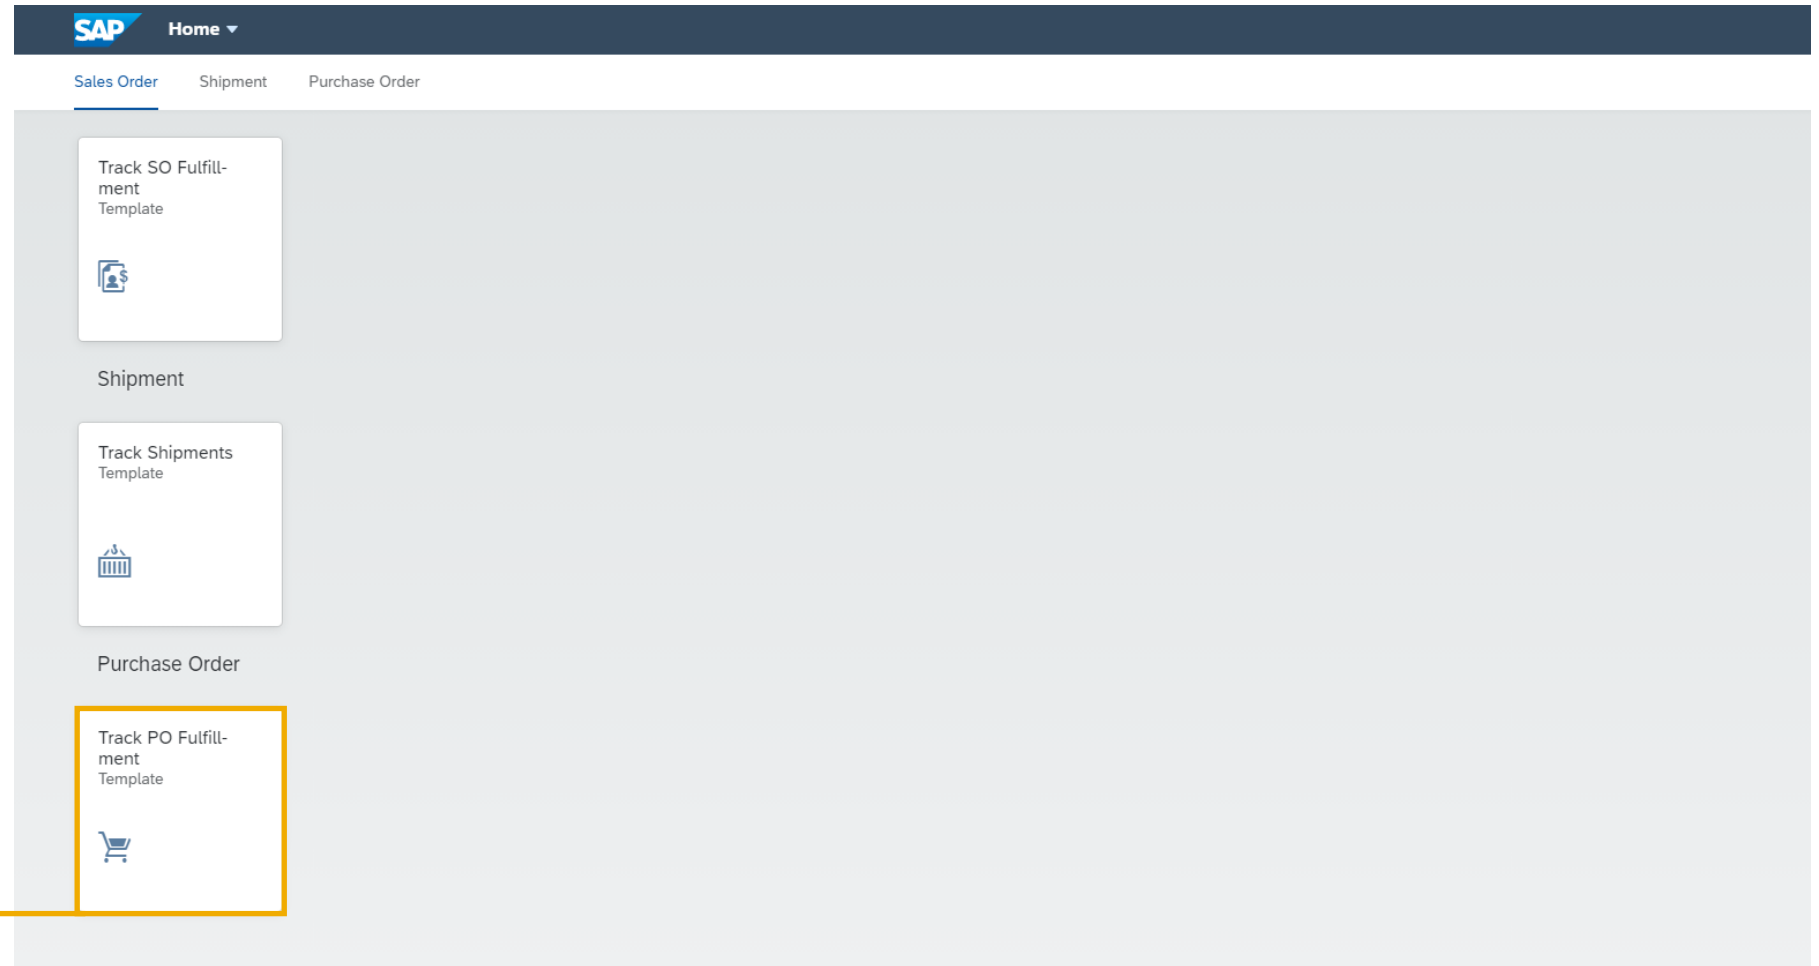 SAP Home
Sales Order Shipment Purchase Order
Track SO Fulfill-
ment
Template
$
Shipment
Track Shipments
Template
Purchase Order
Track PO Fulfill-
ment
Template